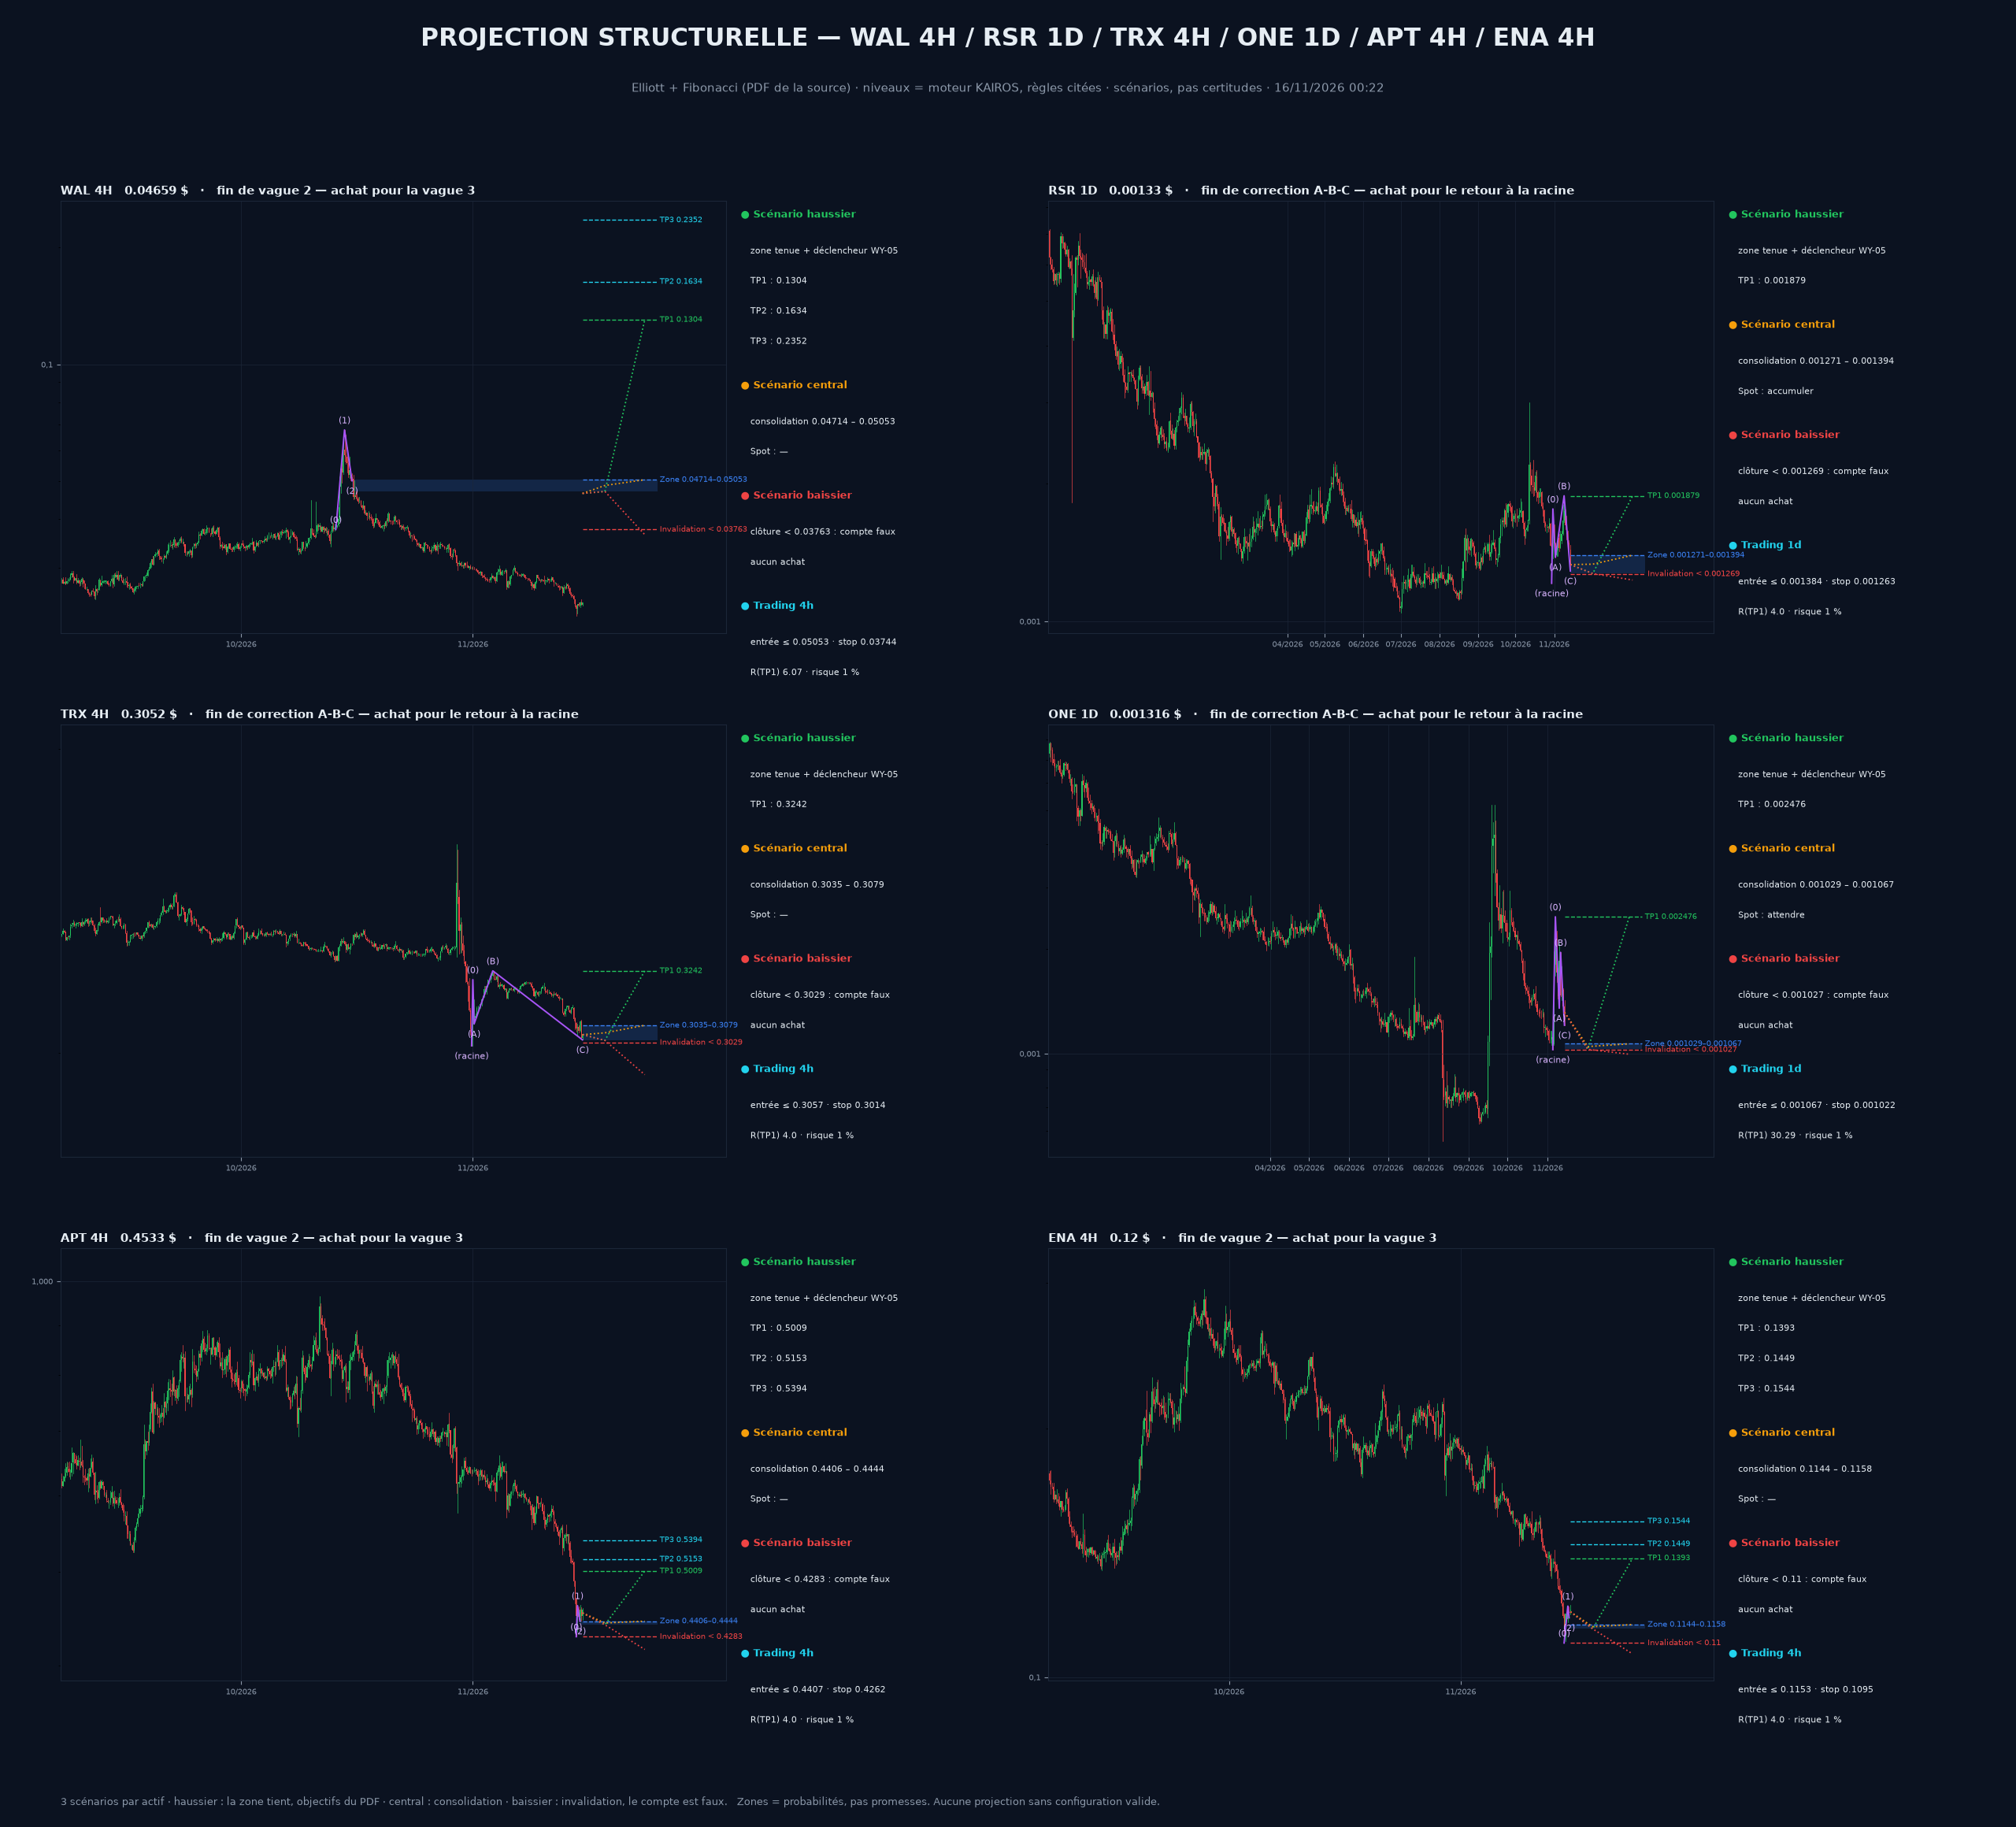 PROJECTION STRUCTURELLE — WAL 4H / RSR 1D / TRX 4H / ONE 1D / APT 4H / ENA 4H
Elliott + Fibonacci (PDF de la source) · niveaux = moteur KAIROS, règles citées · scénarios, pas certitudes · 16/11/2026 00:22
WAL 4H 0.04659 $ · fin de vague 2 — achat pour la vague 3
TP3 0.2352
TP2 0.1634
TP1 0.1304
0,1
(1)
(2)
(0)
Zone 0.04714–0.05053
Invalidation < 0.03763
10/2026
11/2026
● Scénario haussier
zone tenue + déclencheur WY-05
TP1 : 0.1304
TP2 : 0.1634
TP3 : 0.2352
● Scénario central
consolidation 0.04714 – 0.05053
Spot : —
● Scénario baissier
clôture < 0.03763 : compte faux
aucun achat
● Trading 4h
entrée ≤ 0.05053 · stop 0.03744
R(TP1) 6.07 · risque 1 %
RSR 1D 0.00133 $ · fin de correction A-B-C — achat pour le retour à la racine
(B)
(0)
TP1 0.001879
Zone 0.001271–0.001394
(A)
Invalidation < 0.001269
(C)
(racine)
0,001
04/2026 05/2026 06/2026 07/2026 08/2026 09/2026 10/2026 11/2026
● Scénario haussier
zone tenue + déclencheur WY-05
TP1 : 0.001879
● Scénario central
consolidation 0.001271 – 0.001394
Spot : accumuler
● Scénario baissier
clôture < 0.001269 : compte faux
aucun achat
● Trading 1d
entrée ≤ 0.001384 · stop 0.001263
R(TP1) 4.0 · risque 1 %
TRX 4H 0.3052 $ · fin de correction A-B-C — achat pour le retour à la racine
(B)
(0)
TP1 0.3242
Zone 0.3035–0.3079
(A)
Invalidation < 0.3029
(C)
(racine)
10/2026
11/2026
● Scénario haussier
zone tenue + déclencheur WY-05
TP1 : 0.3242
● Scénario central
consolidation 0.3035 – 0.3079
Spot : —
● Scénario baissier
clôture < 0.3029 : compte faux
aucun achat
● Trading 4h
entrée ≤ 0.3057 · stop 0.3014
R(TP1) 4.0 · risque 1 %
ONE 1D 0.001316 $ · fin de correction A-B-C — achat pour le retour à la racine
(0)
TP1 0.002476
(B)
(A)
(C)
Zone 0.001029–0.001067
Invalidation < 0.001027
(racine)
0,001
04/2026 05/2026 06/2026 07/2026 08/2026 09/2026 10/2026 11/2026
● Scénario haussier
zone tenue + déclencheur WY-05
TP1 : 0.002476
● Scénario central
consolidation 0.001029 – 0.001067
Spot : attendre
● Scénario baissier
clôture < 0.001027 : compte faux
aucun achat
● Trading 1d
entrée ≤ 0.001067 · stop 0.001022
R(TP1) 30.29 · risque 1 %
APT 4H 0.4533 $ · fin de vague 2 — achat pour la vague 3
1,000
TP3 0.5394
TP2 0.5153
TP1 0.5009
(1)
Zone 0.4406–0.4444
(0)
(2)
Invalidation < 0.4283
10/2026
11/2026
● Scénario haussier
zone tenue + déclencheur WY-05
TP1 : 0.5009
TP2 : 0.5153
TP3 : 0.5394
● Scénario central
consolidation 0.4406 – 0.4444
Spot : —
● Scénario baissier
clôture < 0.4283 : compte faux
aucun achat
● Trading 4h
entrée ≤ 0.4407 · stop 0.4262
R(TP1) 4.0 · risque 1 %
ENA 4H 0.12 $ · fin de vague 2 — achat pour la vague 3
TP3 0.1544
TP2 0.1449
TP1 0.1393
(1)
Zone 0.1144–0.1158
(2)
(0)
Invalidation < 0.11
0,1
10/2026
11/2026
● Scénario haussier
zone tenue + déclencheur WY-05
TP1 : 0.1393
TP2 : 0.1449
TP3 : 0.1544
● Scénario central
consolidation 0.1144 – 0.1158
Spot : —
● Scénario baissier
clôture < 0.11 : compte faux
aucun achat
● Trading 4h
entrée ≤ 0.1153 · stop 0.1095
R(TP1) 4.0 · risque 1 %
3 scénarios par actif · haussier : la zone tient, objectifs du PDF · central : consolidation · baissier : invalidation, le compte est faux. Zones = probabilités, pas promesses. Aucune projection sans configuration valide.